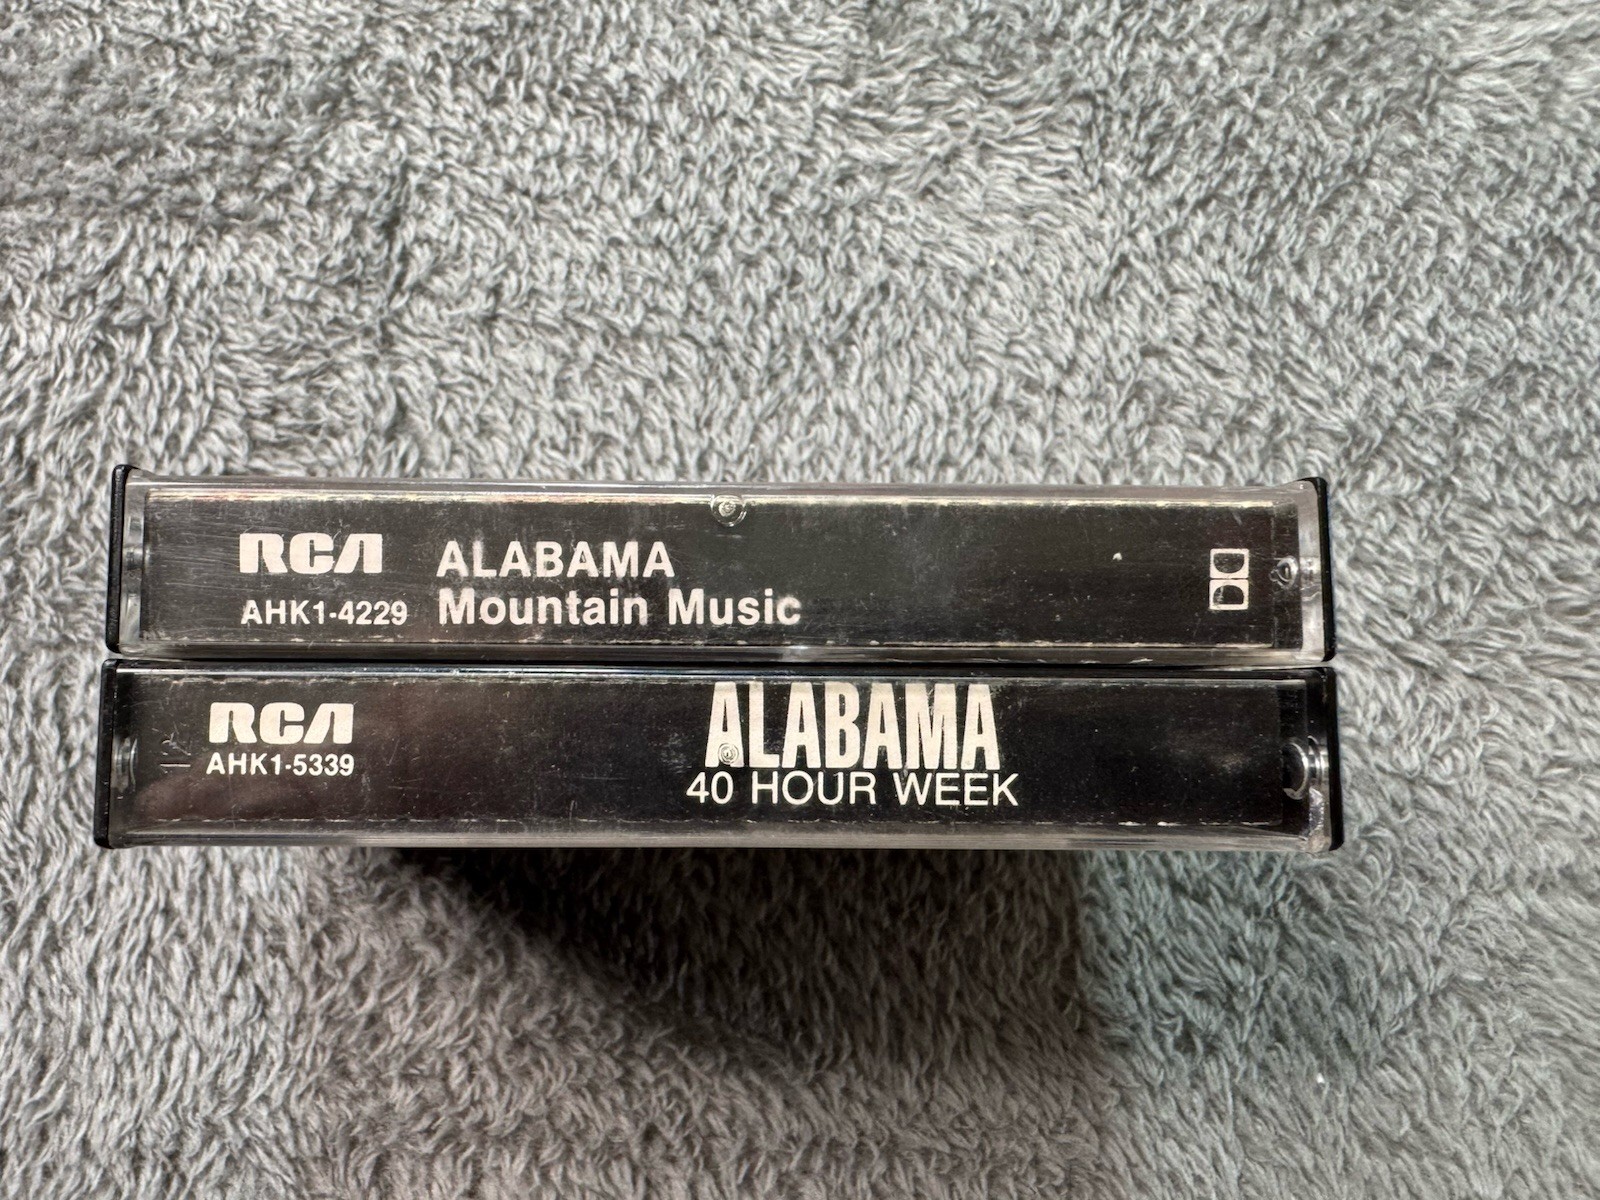 RCA ALABAMA
AHK1-4229 Mountain Music
RCA ALABAMA
AHK1-5339 40 HOUR WEEK